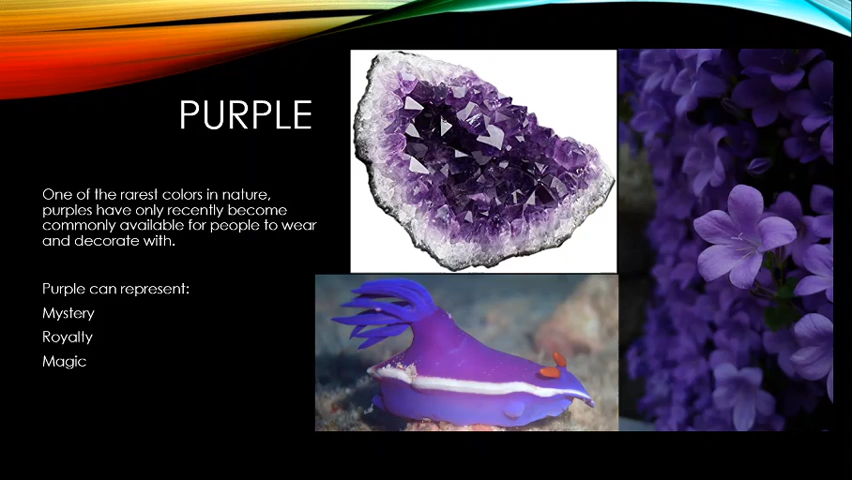 PURPLE
One of the rarest colors in nature,
purples have only recently become
commonly available for people to wear
and decorate with.
Purple can represent:
Mystery
Royally
Magic